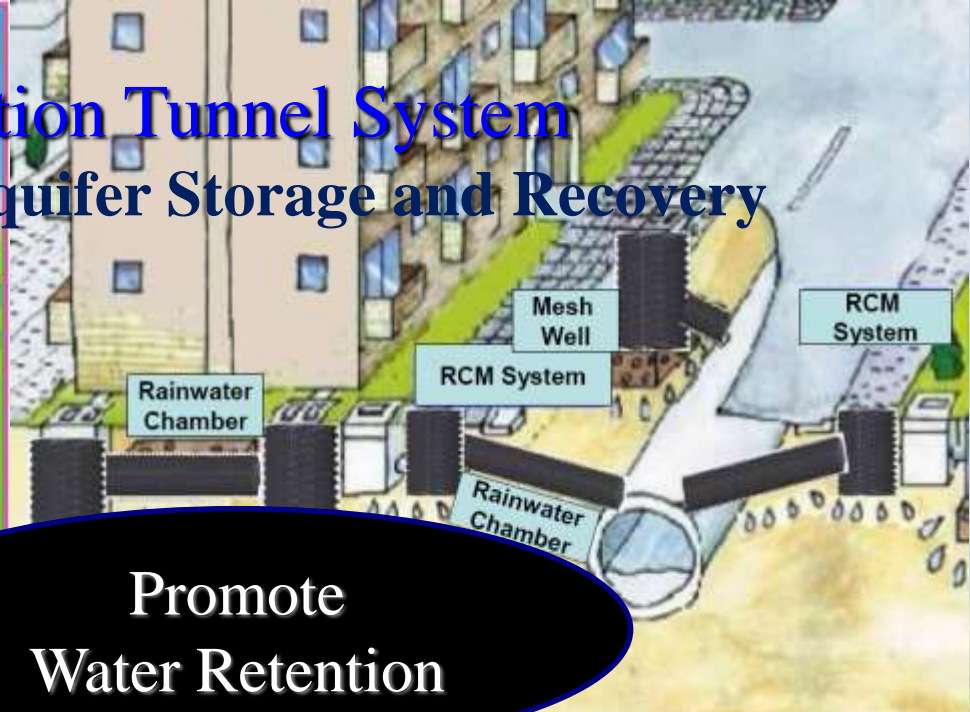 tion Tunnel System
quifer Storage and Recovery
Mesh
Well
RCM
System
RCM System
Rainwater
Chamber
Rainwater
Chamber
Promote
Water Retention